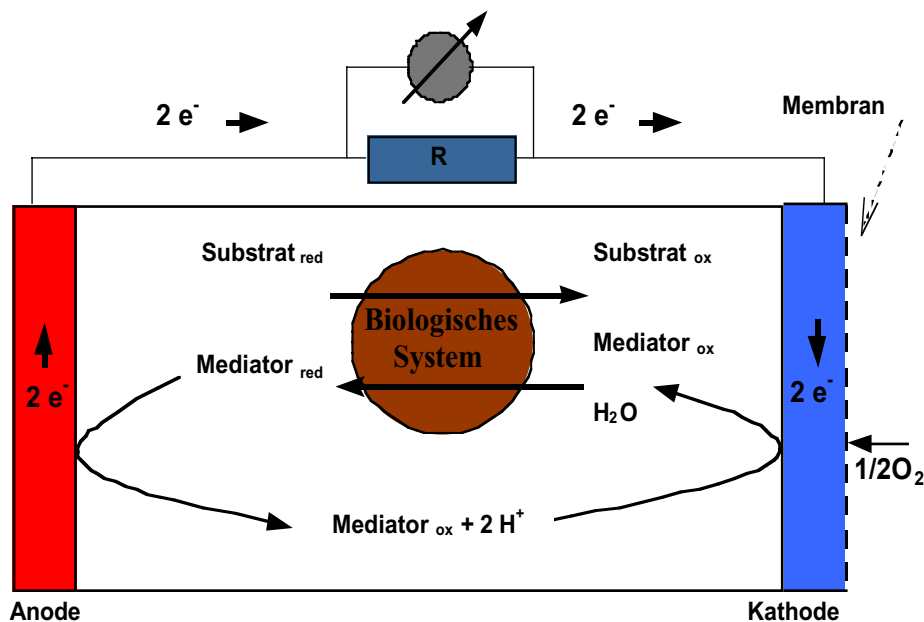 2 e⁻
2 e⁻
Membran
R
Substrat red
Substrat ox
Biologisches
System
Mediator ox
Mediator red
2 e⁻
2 e⁻
H₂O
1/2O₂
Mediator ox + 2 H⁺
Anode
Kathode